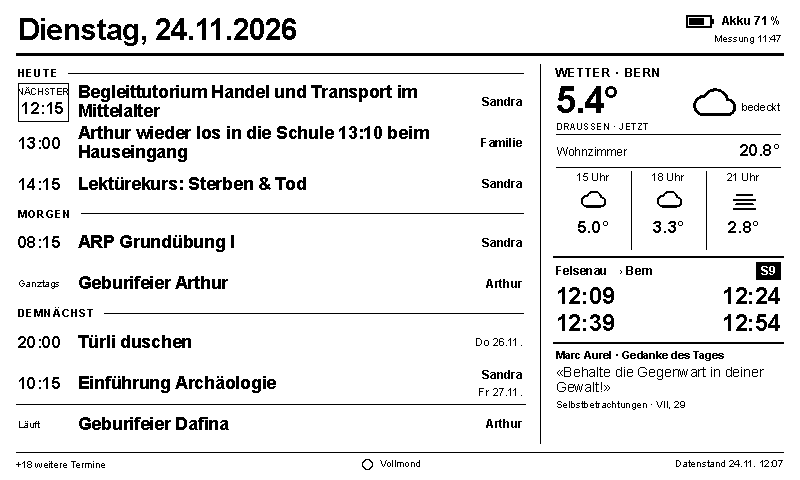 Dienstag, 24.11.2026
Akku 71 %
Messung 11:47
HEUTE
NÄCHSTER
12:15
Begleittutorium Handel und Transport im
Mittelalter
Sandra
13:00
Arthur wieder los in die Schule 13:10 beim
Hauseingang
Familie
14:15
Lektürekurs: Sterben & Tod
Sandra
MORGEN
08:15
ARP Grundübung I
Sandra
Ganztags
Geburifeier Arthur
Arthur
DEMNÄCHST
20:00
Türli duschen
Do 26.11.
10:15
Einführung Archäologie
Sandra
Fr 27.11.
Läuft
Geburifeier Dafina
Arthur
WETTER · BERN
5.4°
bedeckt
DRAUSSEN · JETZT
Wohnzimmer 20.8°
15 Uhr 18 Uhr 21 Uhr
5.0° 3.3° 2.8°
Felsenau › Bern S9
12:09 12:24
12:39 12:54
Marc Aurel · Gedanke des Tages
«Behalte die Gegenwart in deiner
Gewalt!»
Selbstbetrachtungen · VII, 29
+18 weitere Termine
Vollmond
Datenstand 24.11. 12:07